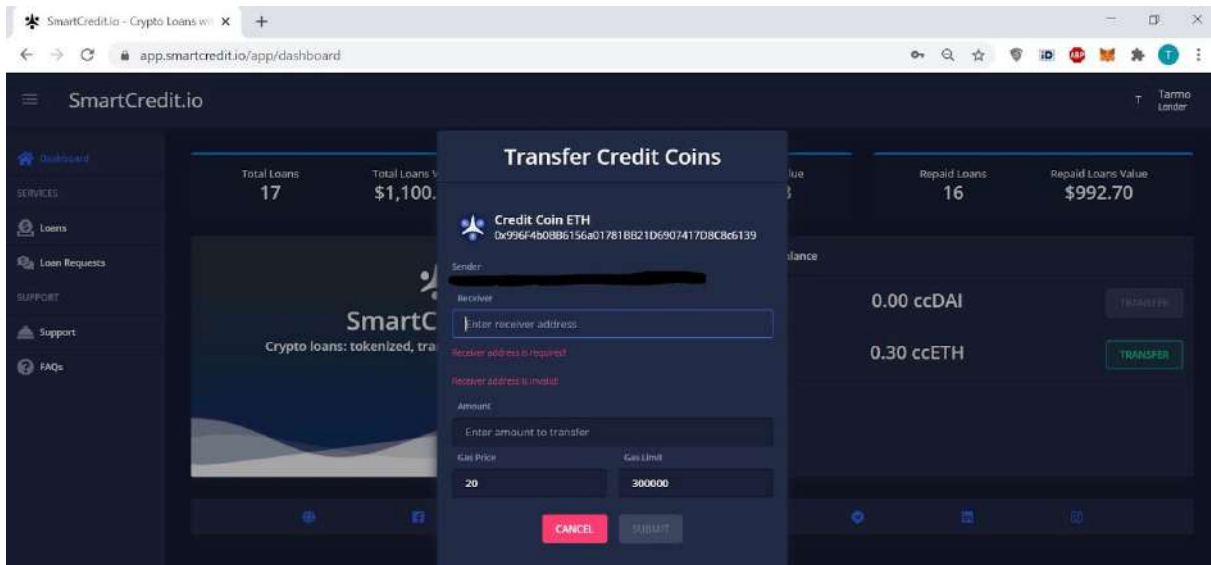 SmartCredit.io - Crypto Loans wi
app.smartcredit.io/app/dashboard
SmartCredit.io
T
Tarmo
Lender
Dashboard
SERVICES
Loans
Loan Requests
SUPPORT
Support
FAQs
Total Loans
17
Total Loans V
$1,100.
lue
Repaid Loans
16
Repaid Loans Value
$992.70
SmartC
Crypto loans: tokenized, tra
Transfer Credit Coins
Credit Coin ETH
Sender
Receiver
Enter receiver address
Receiver address is required!
Receiver address is invalid!
Amount
Enter amount to transfer
Gas Price
Gas Limit
20
300000
CANCEL
SUBMIT
alance
0.00 ccDAI
TRANSFER
0.30 ccETH
TRANSFER